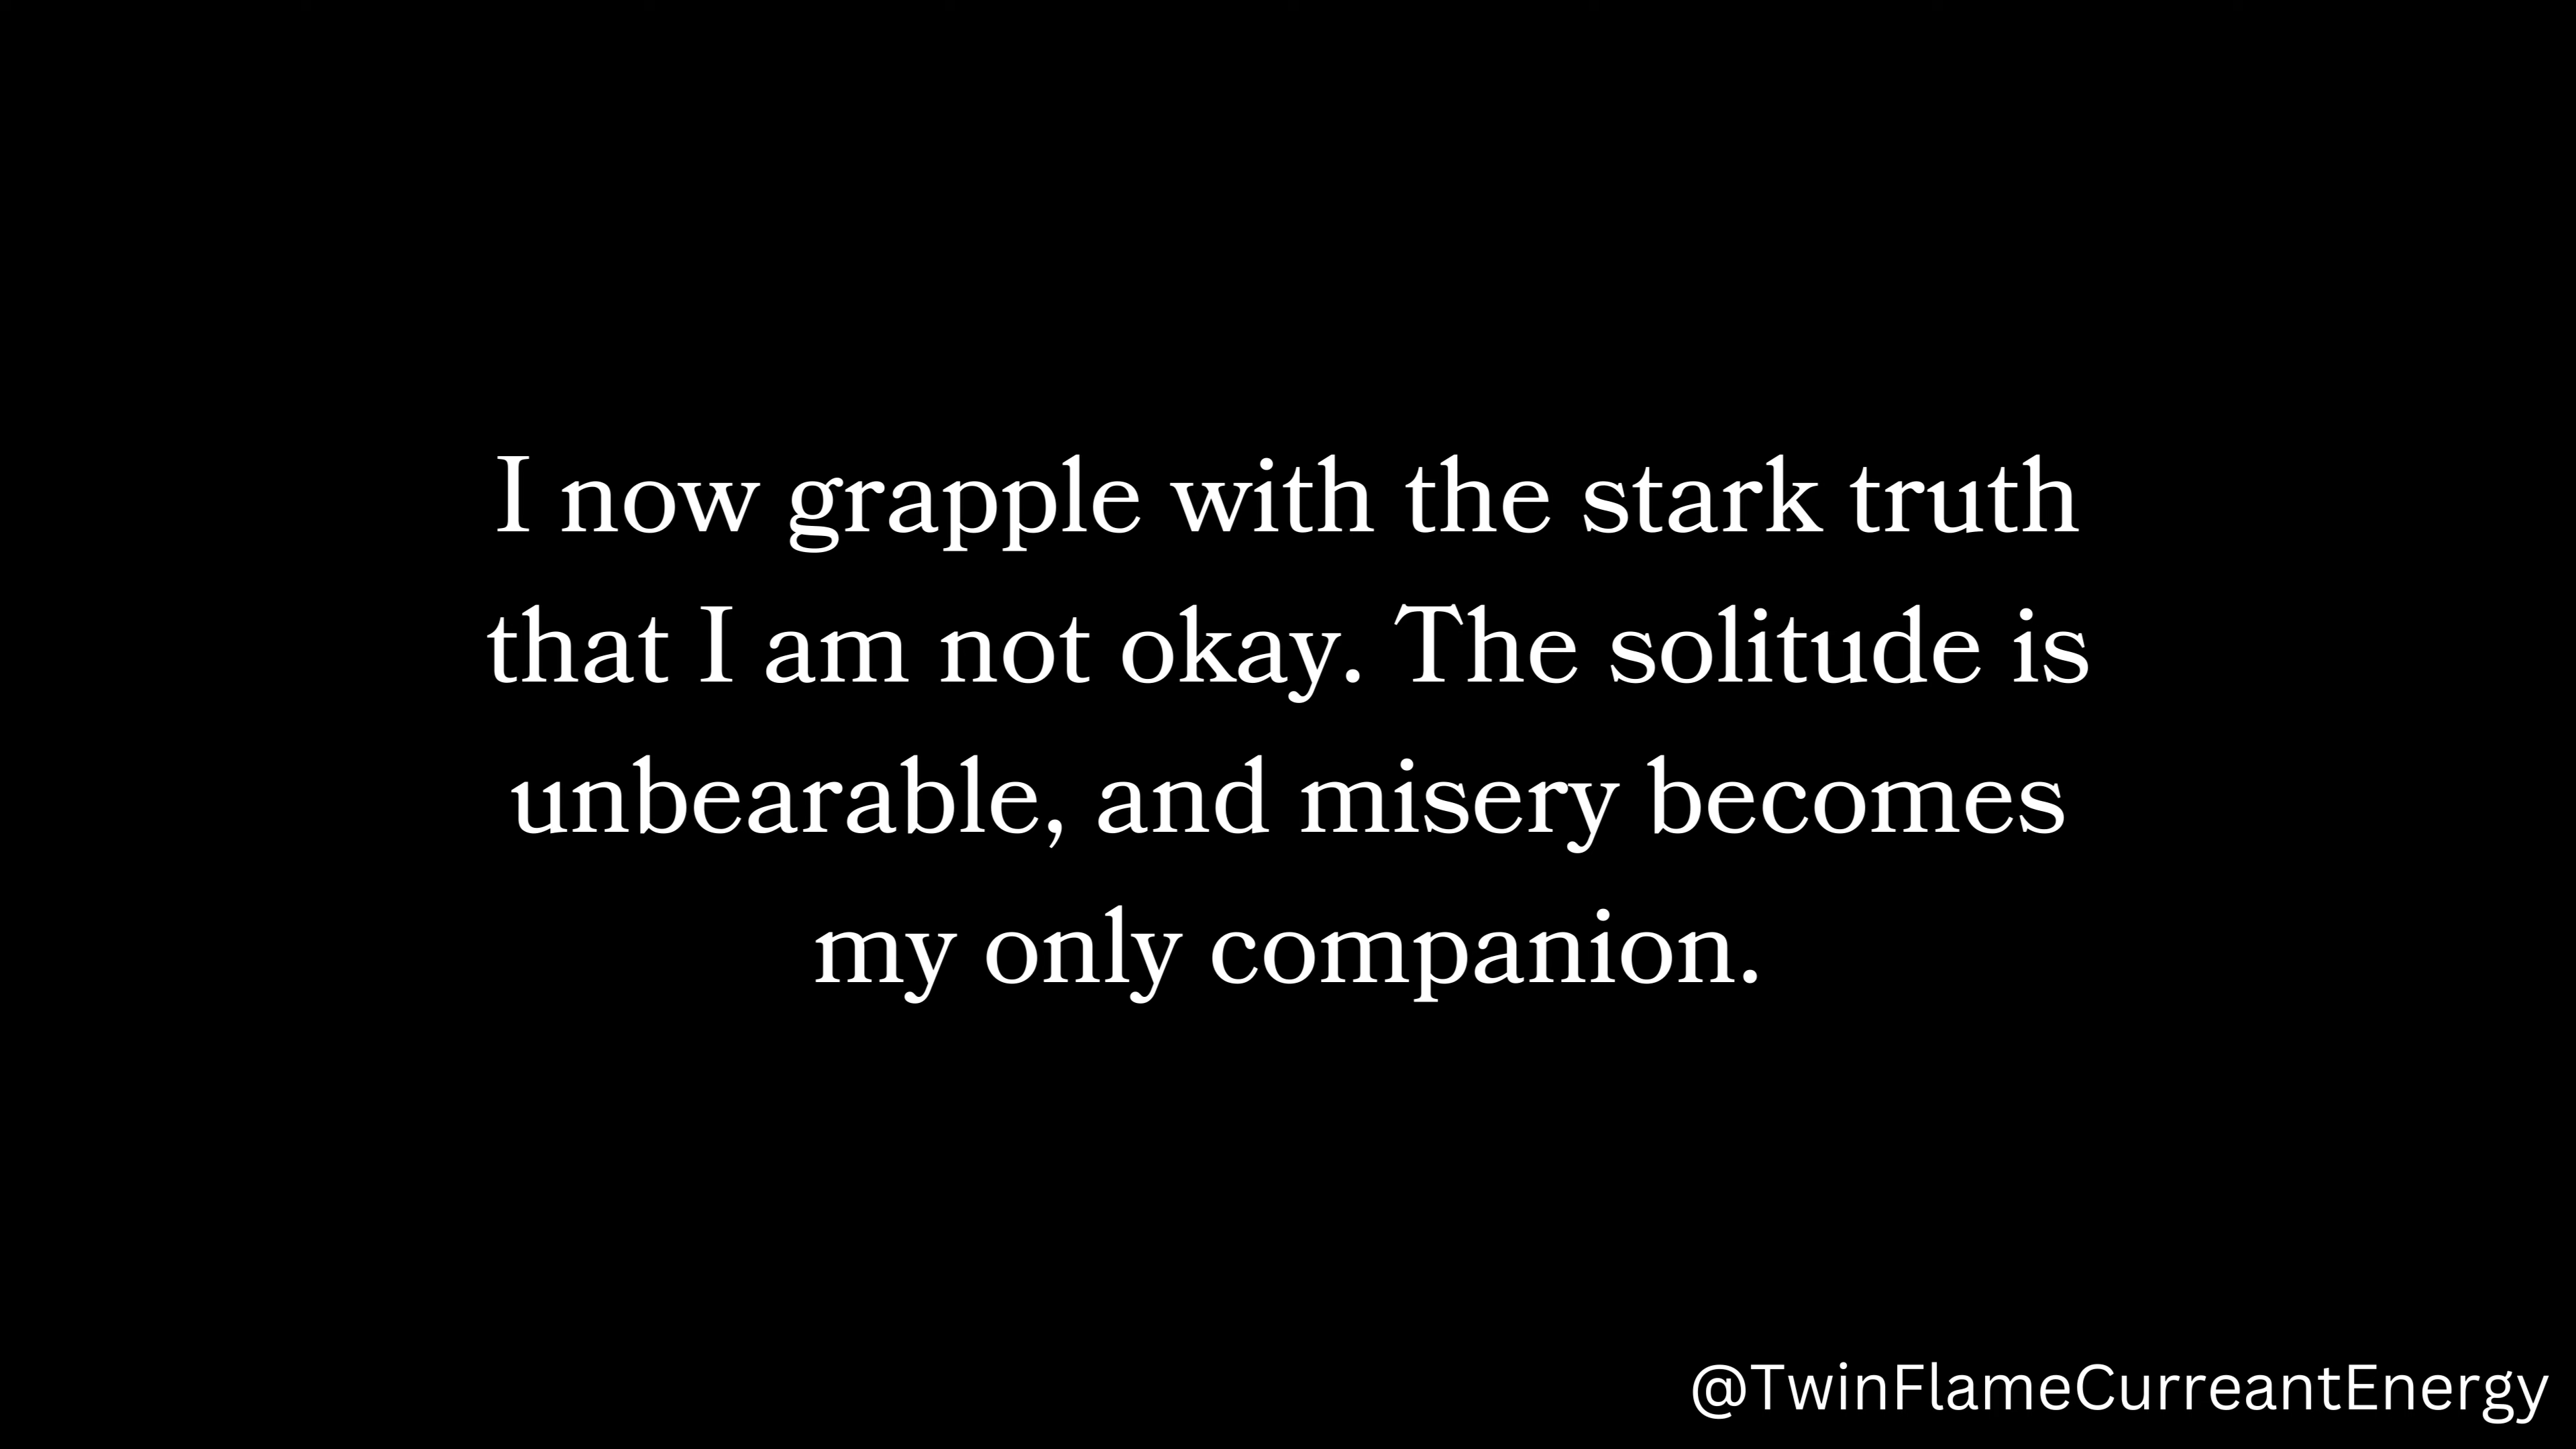 I now grapple with the stark truth
that I am not okay. The solitude is
unbearable, and misery becomes
my only companion.
@TwinFlameCurreantEnergy